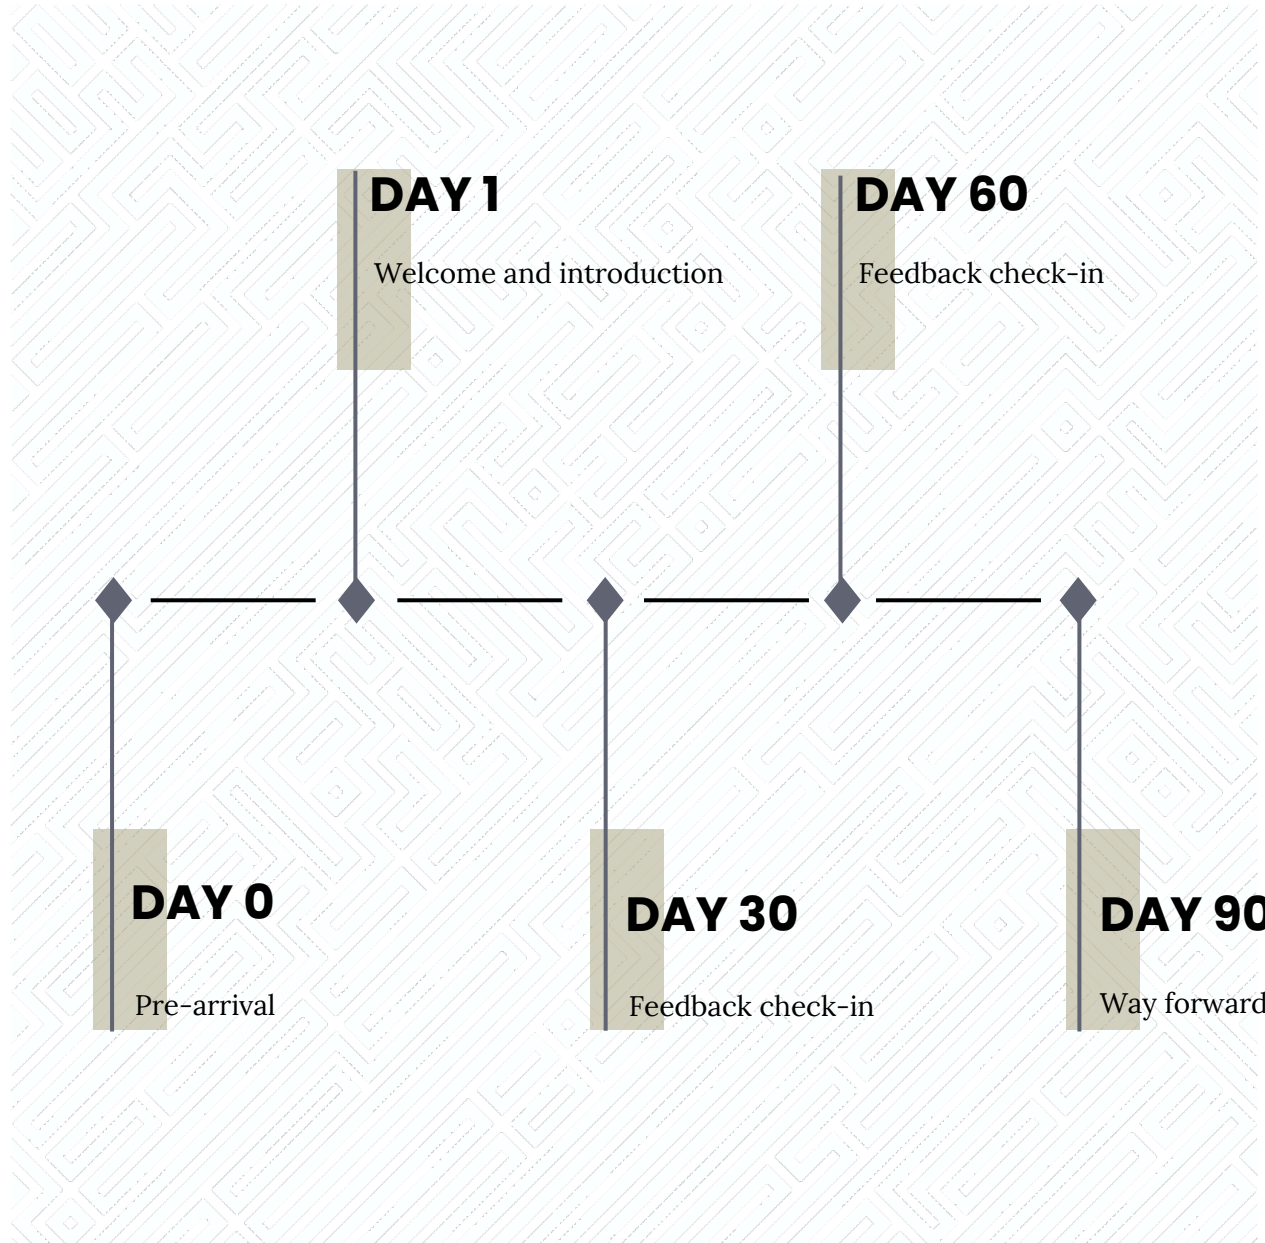 DAY 1
Welcome and introduction
DAY 60
Feedback check-in
DAY 0
Pre-arrival
DAY 30
Feedback check-in
DAY 90
Way forward